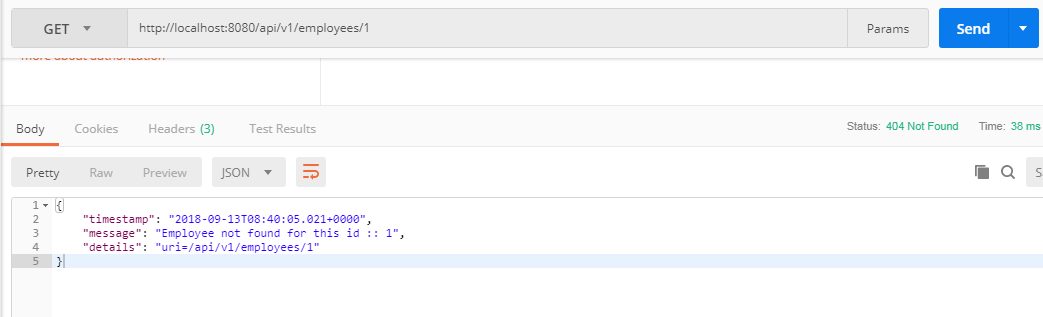 GET http://localhost:8080/api/v1/employees/1 Params Send
more about authorization
Body Cookies Headers (3) Test Results Status: 404 Not Found Time: 38 ms
Pretty Raw Preview JSON
1 {
2 "timestamp": "2018-09-13T08:40:05.021+0000",
3 "message": "Employee not found for this id :: 1",
4 "details": "uri=/api/v1/employees/1"
5 }